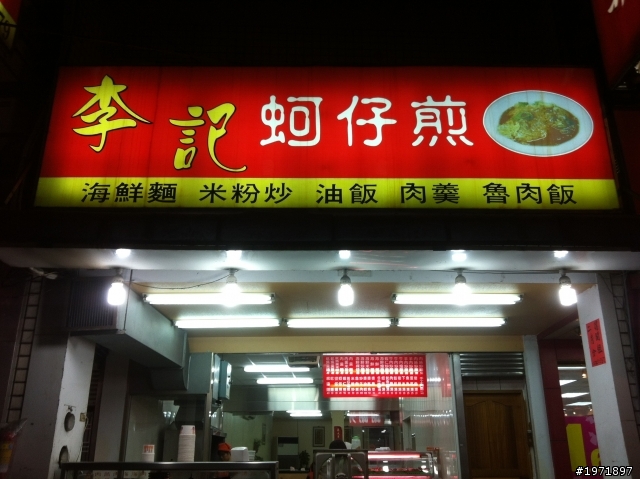 李記蚵仔煎
海鮮麵 米粉炒 油飯 肉羹 魯肉飯
#1971897